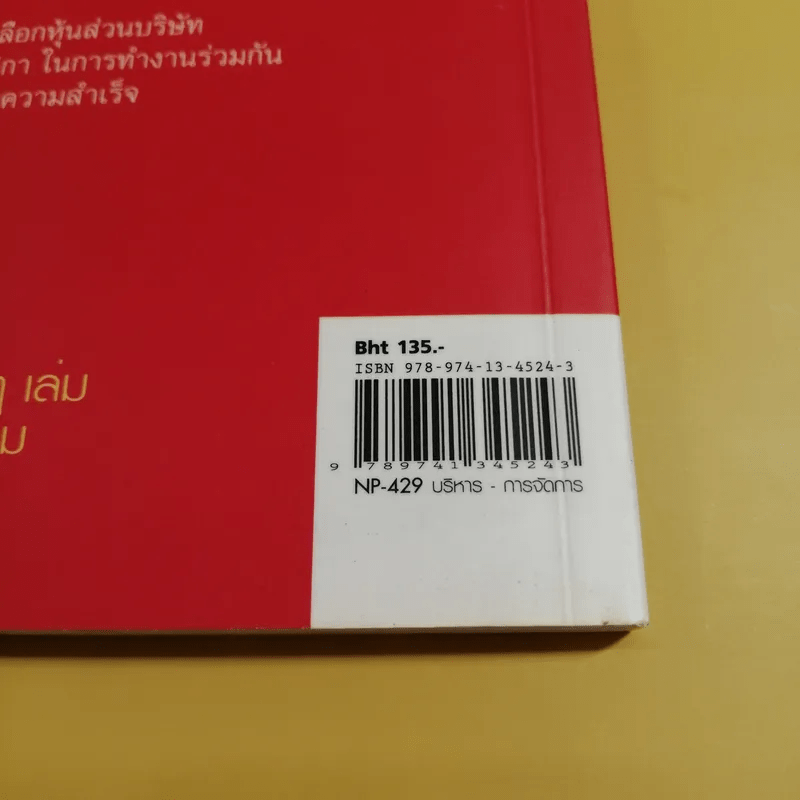 ลือกหุ้นส่วนบริษัท
กา ในการทำงานร่วมกัน
ความสำเร็จ
ๆ เล่ม
ม
Bht 135.-
ISBN 978-974-13-4524-3
9 789741 345243
NP-429 บริหาร - การจัดการ